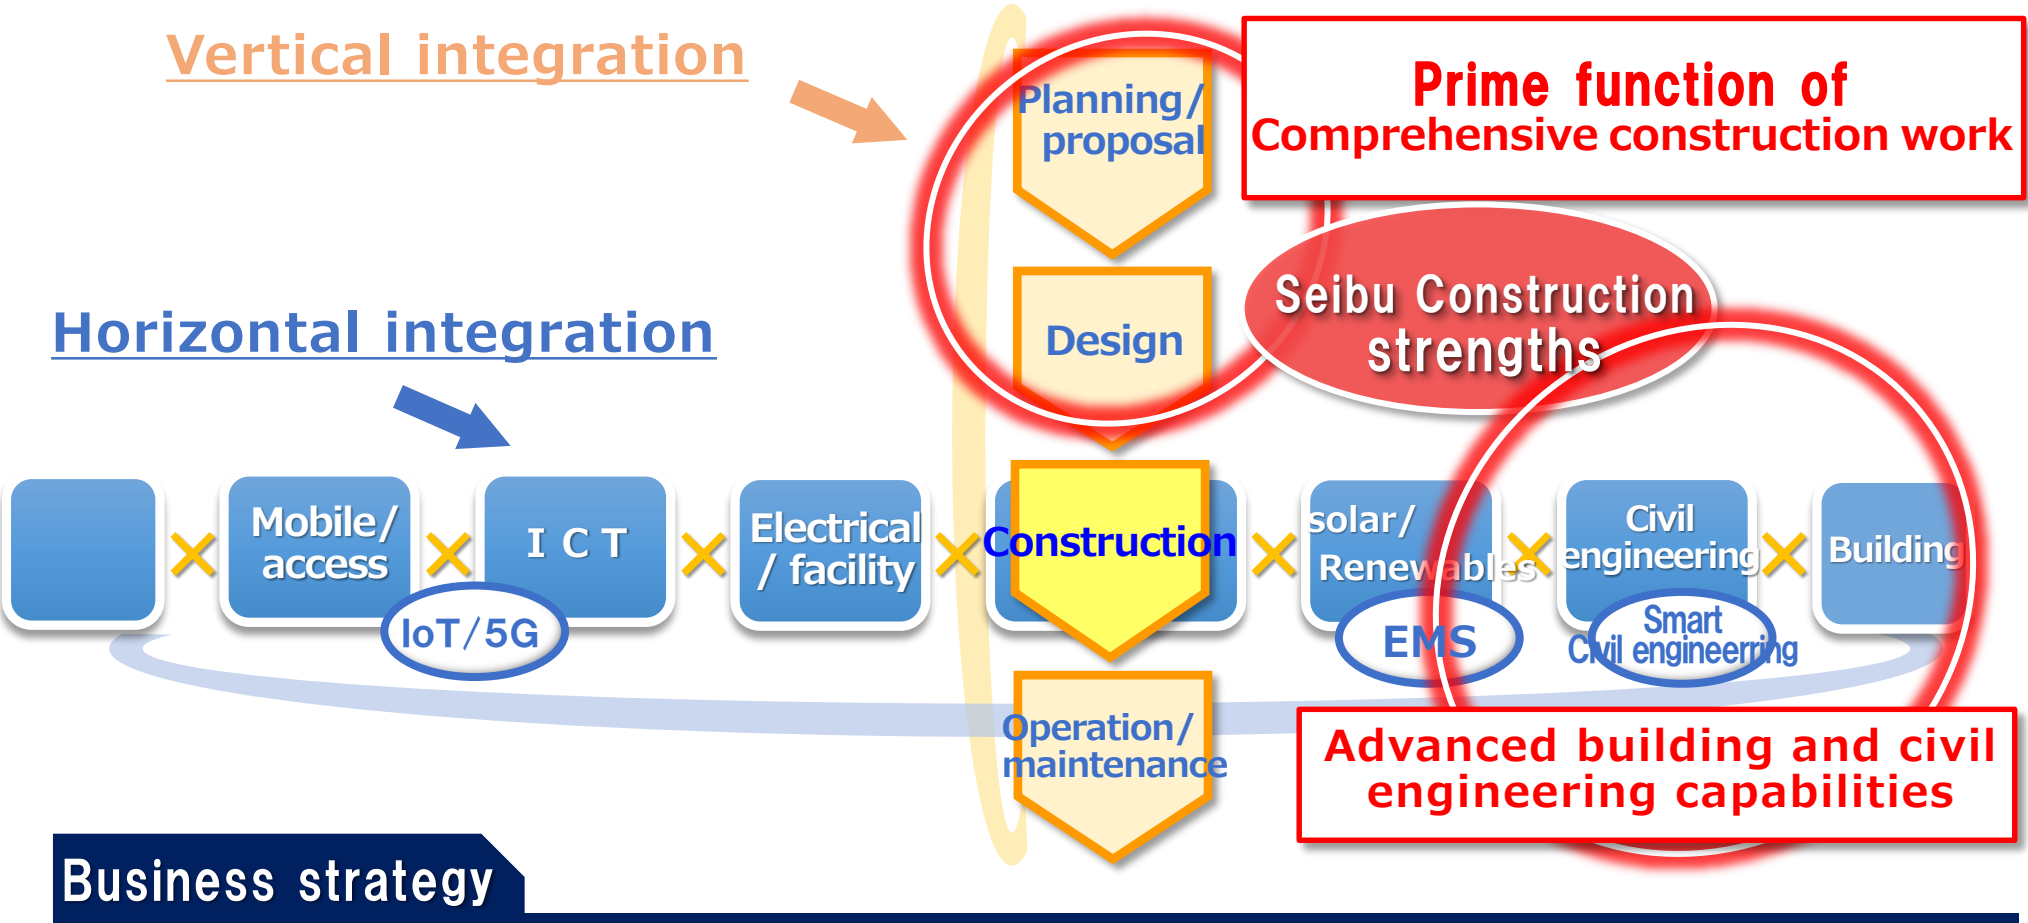 Vertical integration
Planning/
proposal
Prime function of
Comprehensive construction work
Seibu Construction
strengths
Horizontal integration
Design
Mobile/
access
ICT
Electrical
/ facility
Construction
solar/
Renewables
Civil
engineering
Building
IoT/5G
EMS
Smart
Civil engineerring
Operation/
maintenance
Advanced building and civil
engineering capabilities
Business strategy